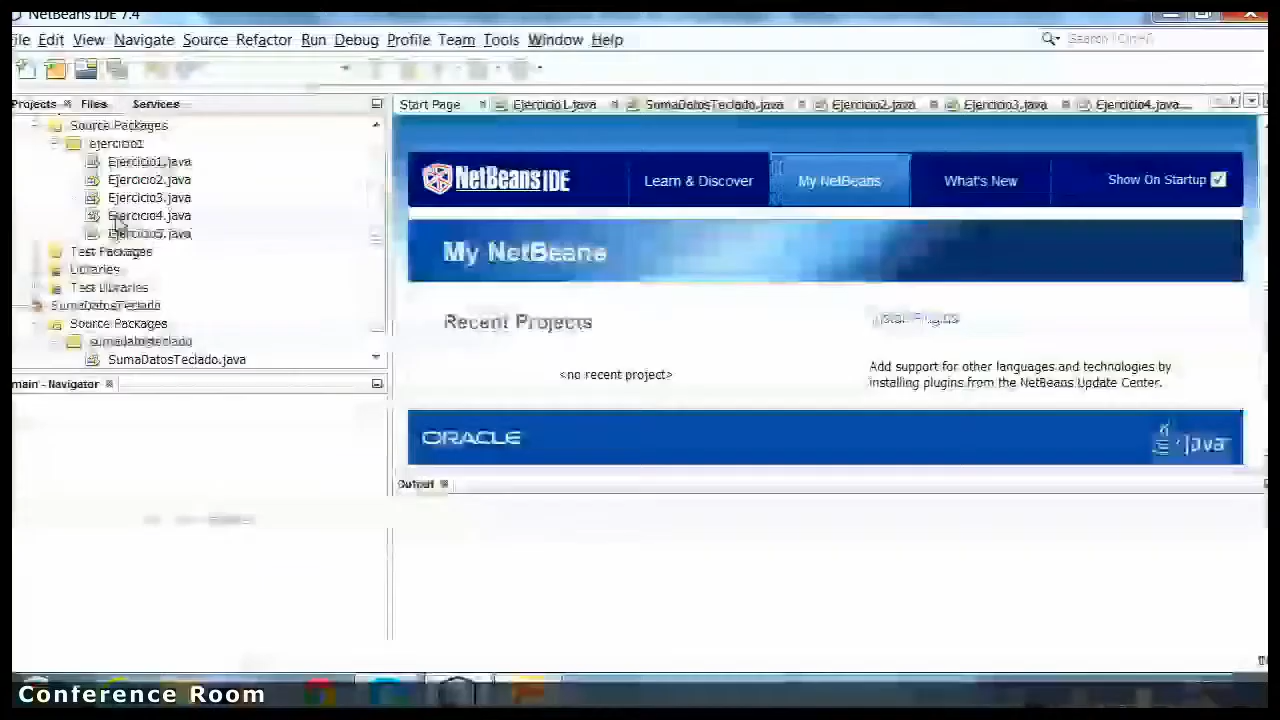 NetBeans IDE 7.4
ile Edit View Navigate Source Refactor Run Debug Profile Team Tools Window Help
Search (Ctrl+I)
Projects Files Services
Start Page Ejercicio1.java SumaDatosTeclado.java Ejercicio2.java Ejercicio3.java Ejercicio4.java
Source Packages
ejercicio1
Ejercicio1.java
Ejercicio2.java
Ejercicio3.java
Ejercicio4.java
Ejercicio5.java
Test Packages
Libraries
Test Libraries
SumaDatosTeclado
Source Packages
sumadatosteclado
SumaDatosTeclado.java
main - Navigator
NetBeans IDE
Learn & Discover
My NetBeans
What's New
Show On Startup
My NetBeans
Recent Projects
<no recent project>
Install Plugins
Add support for other languages and technologies by
installing plugins from the NetBeans Update Center.
ORACLE
Java
Output
Conference Room